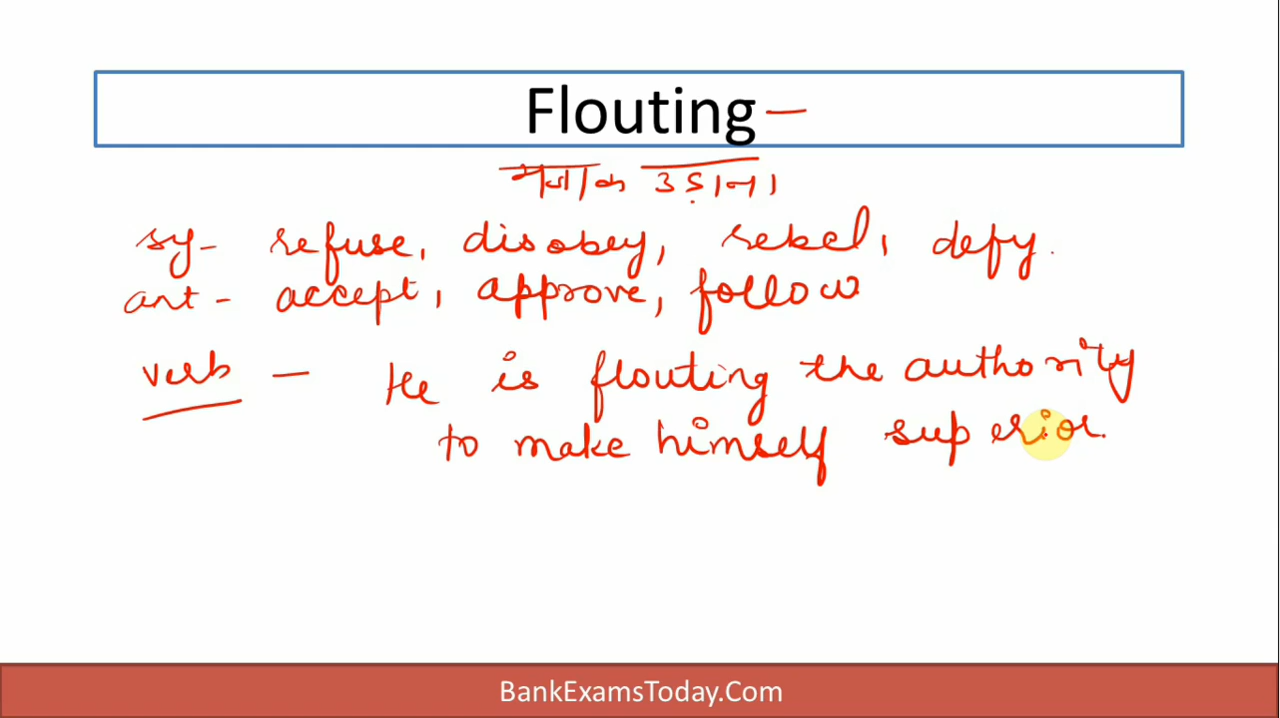 Flouting -
मजाक उड़ाना
sy- refuse, disobey, rebel, defy.
ant- accept, approve, follow
verb - He is flouting the authority
to make himself superior.
BankExamsToday.Com